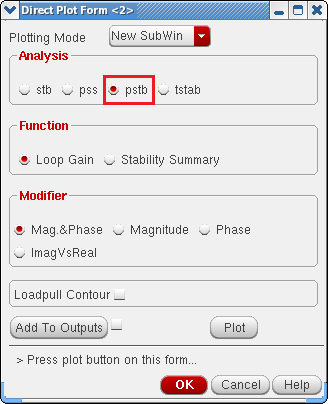 Direct Plot Form <2>
Plotting Mode New SubWin
Analysis
stb pss pstb tstab
Function
Loop Gain Stability Summary
Modifier
Mag.&Phase Magnitude Phase
ImagVsReal
Loadpull Contour
Add To Outputs Plot
> Press plot button on this form...
OK Cancel Help